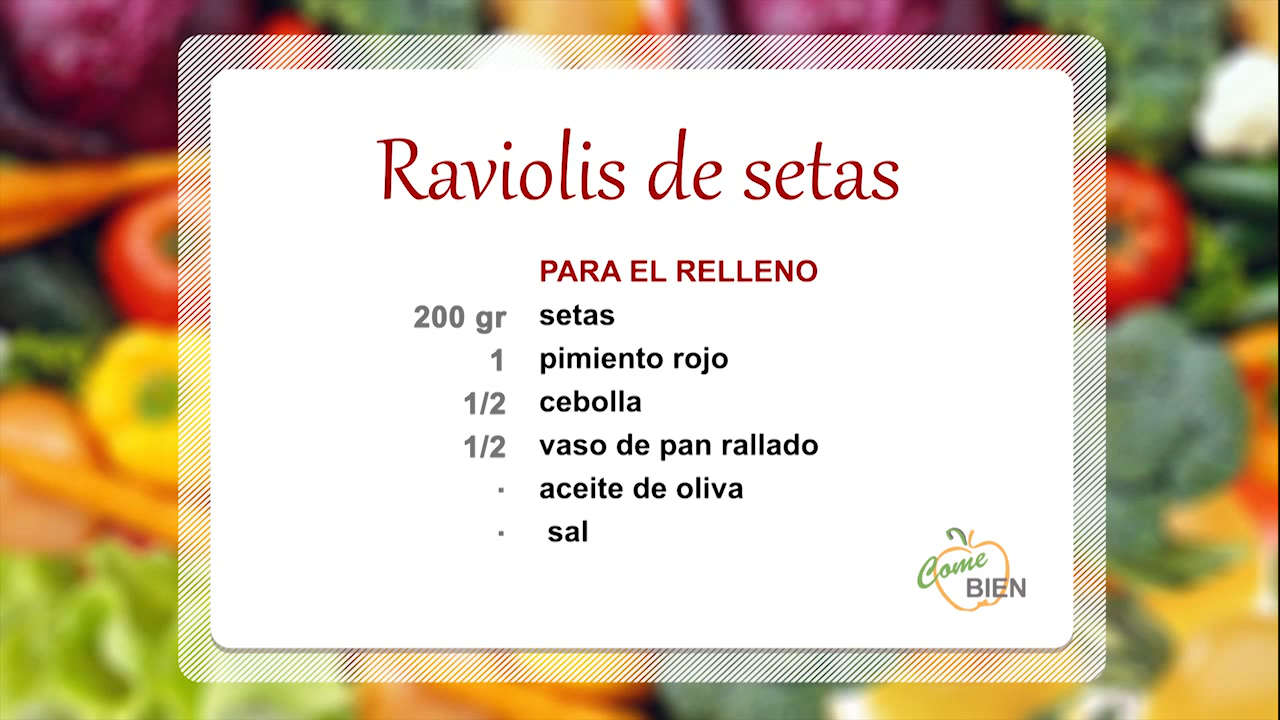 Raviolis de setas
PARA EL RELLENO
200 gr setas
1 pimiento rojo
1/2 cebolla
1/2 vaso de pan rallado
· aceite de oliva
· sal
Come
BIEN